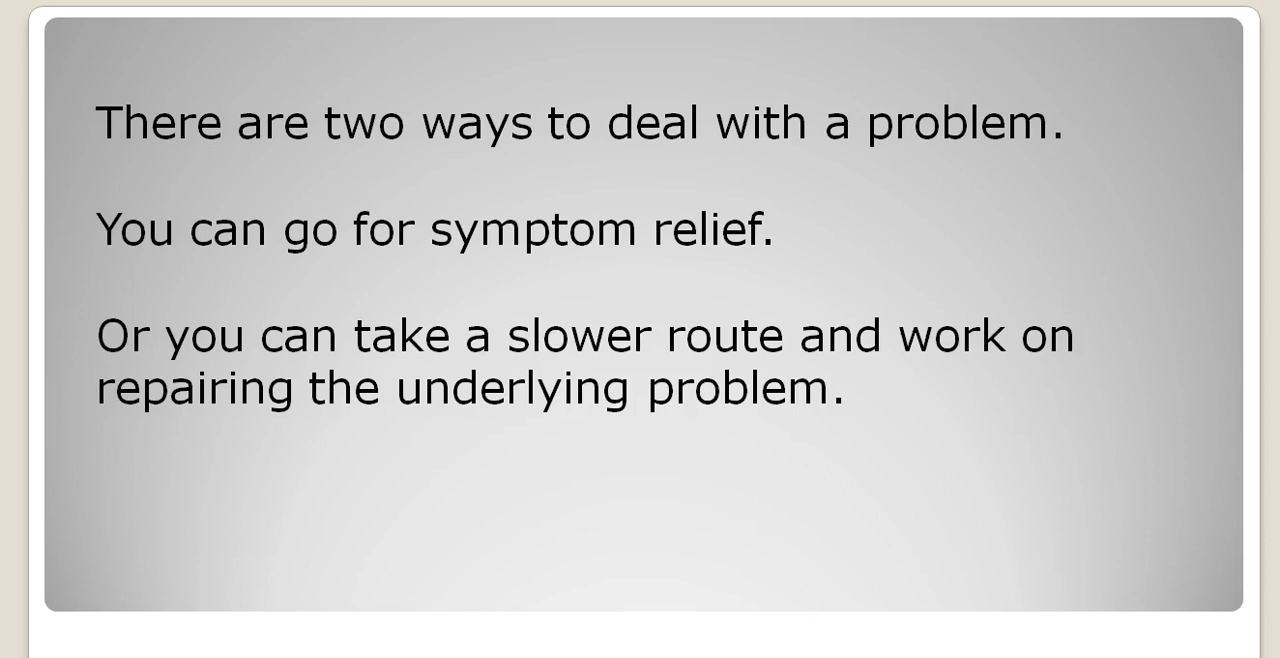 There are two ways to deal with a problem.
You can go for symptom relief.
Or you can take a slower route and work on
repairing the underlying problem.